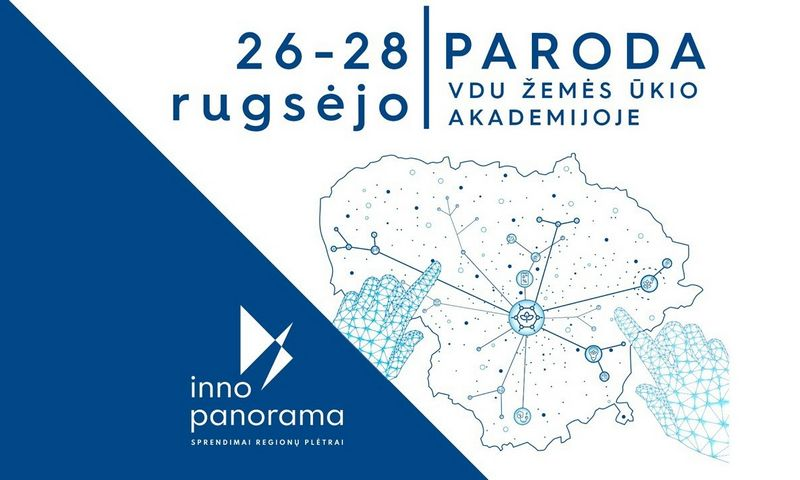 26-28
rugsėjo
PARODA
VDU ŽEMĖS ŪKIO
AKADEMIJOJE
inno
panorama
SPRENDIMAI REGIONŲ PLĖTRAI